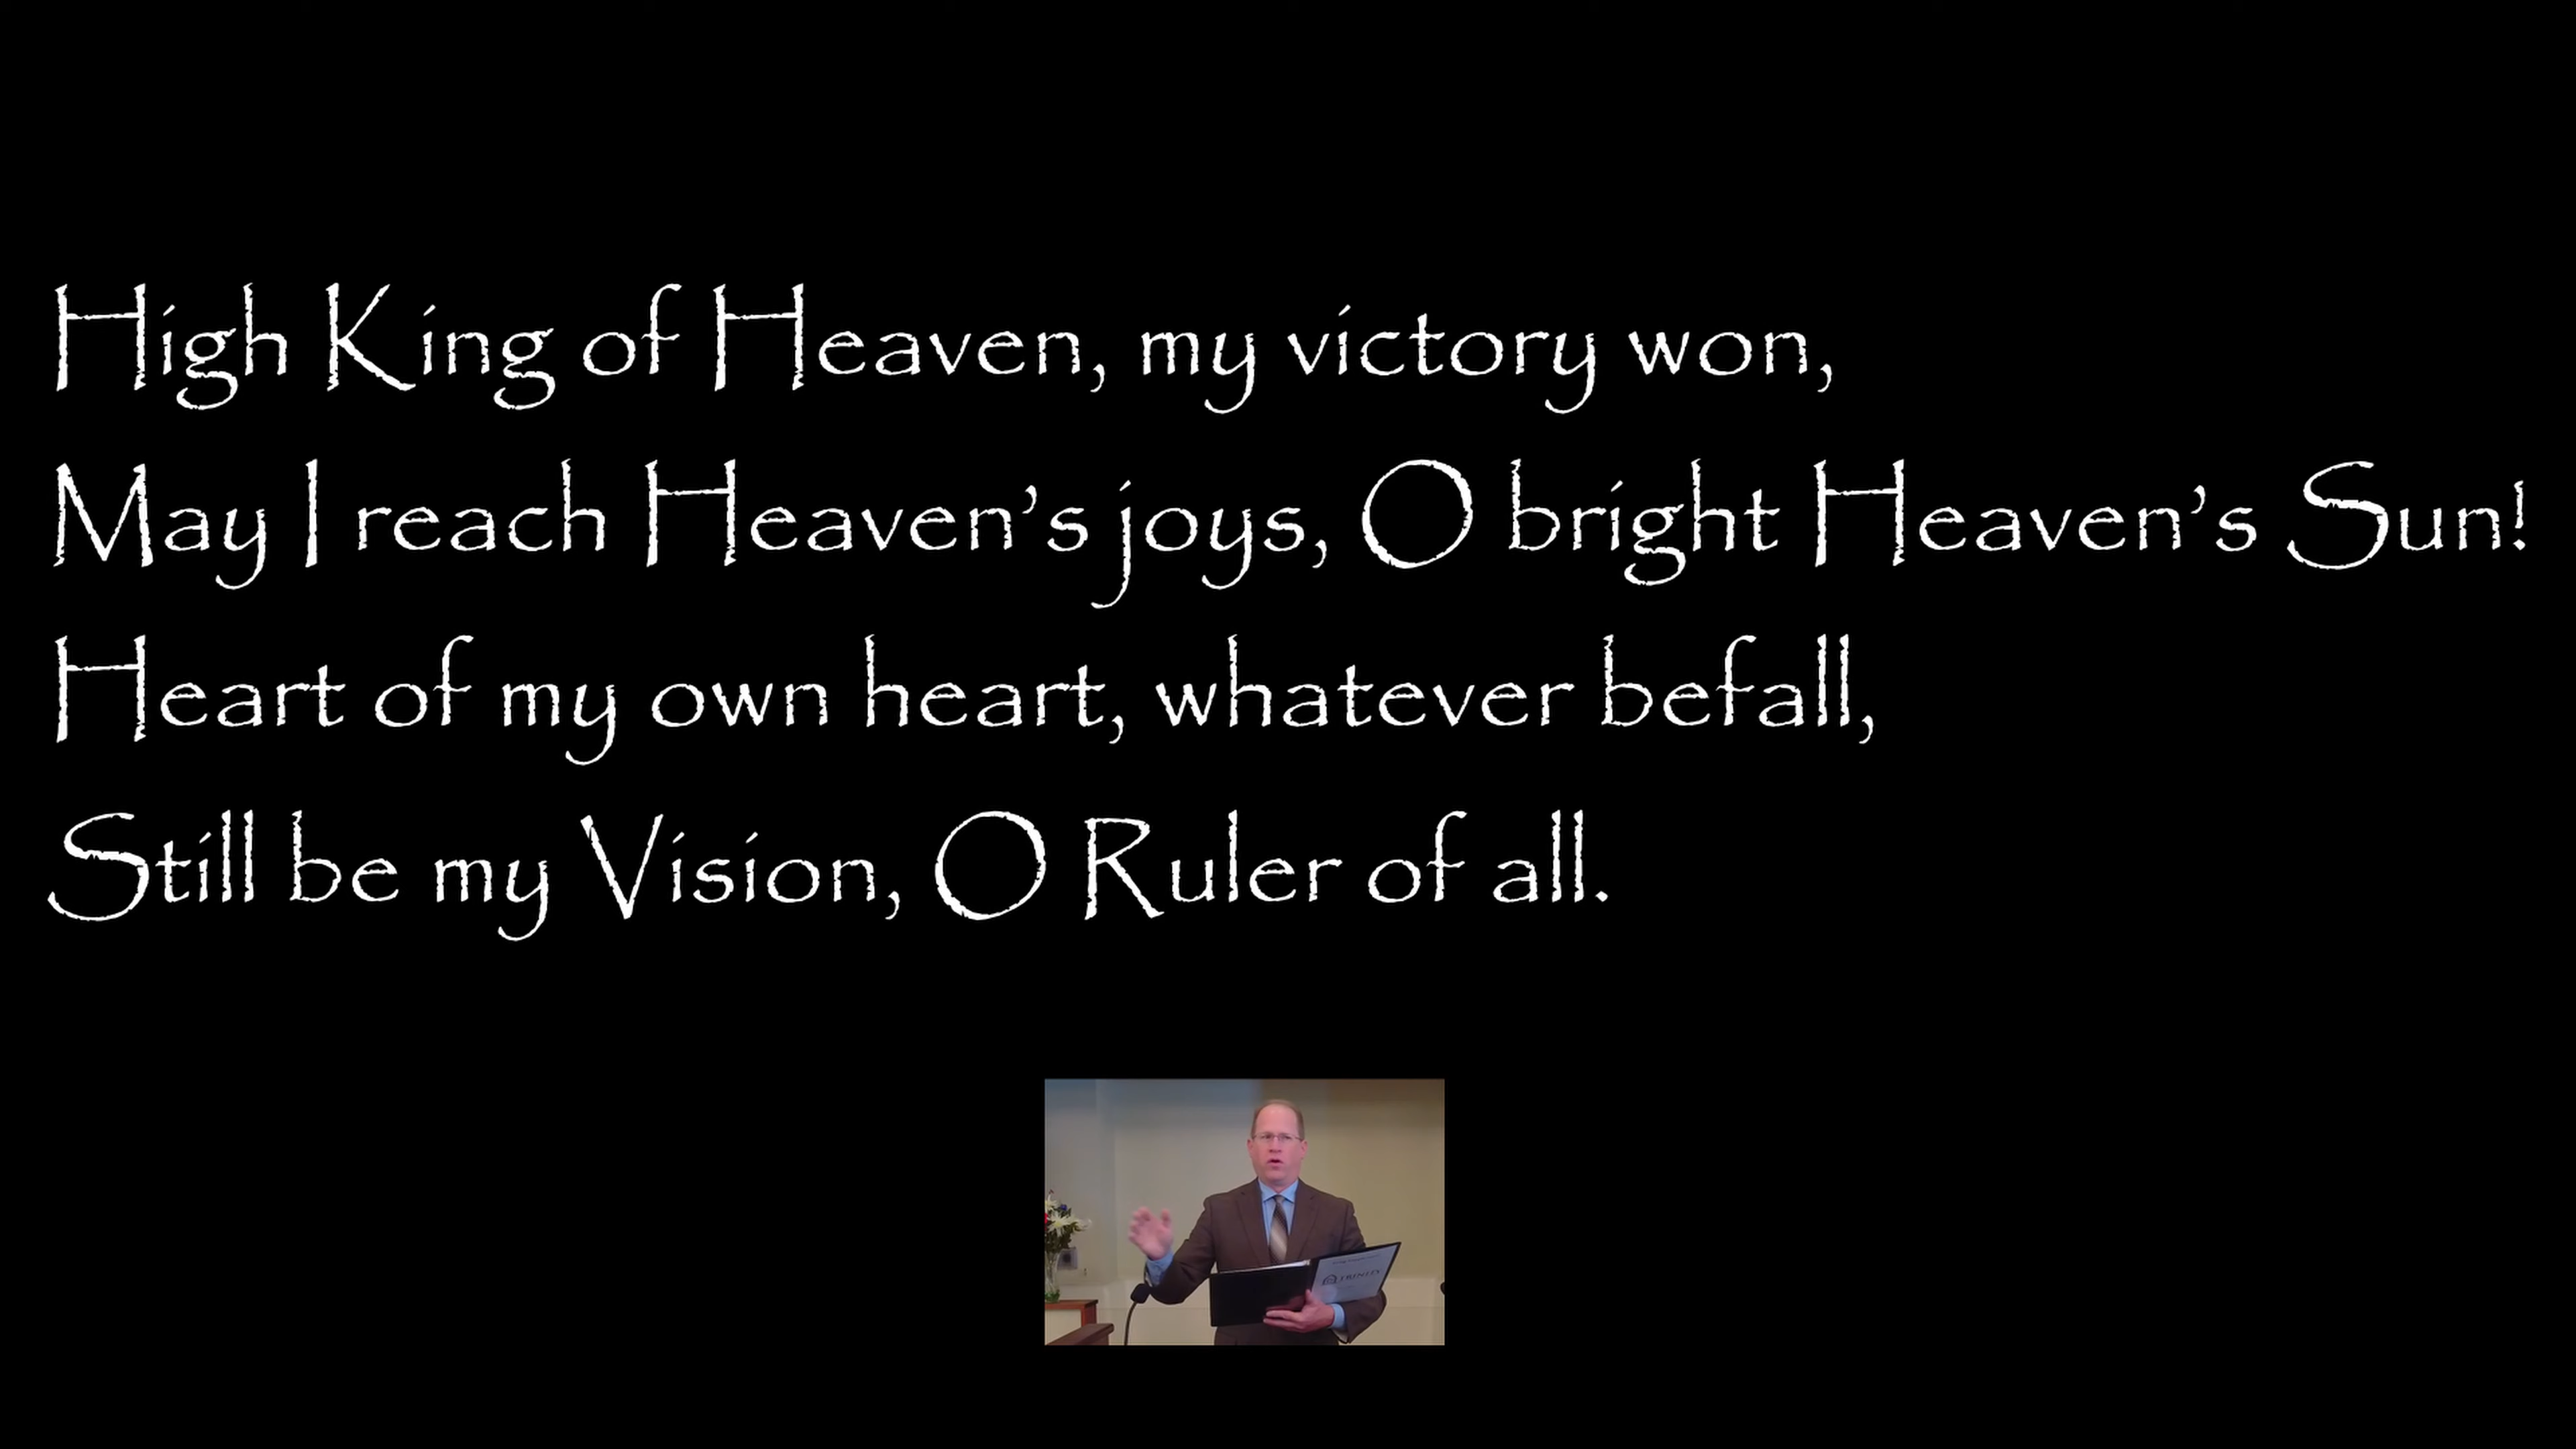 High King of Heaven, my victory won,
May I reach Heaven’s joys, O bright Heaven’s Sun!
Heart of my own heart, whatever befall,
Still be my Vision, O Ruler of all.
TRINITY